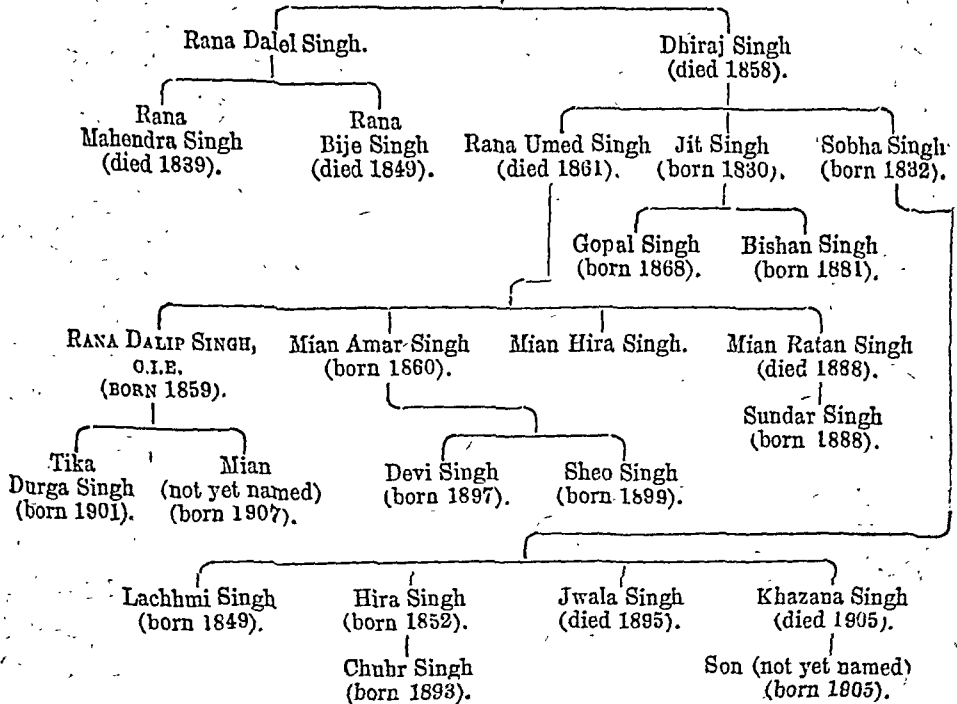 Rana Dalel Singh.
Dhiraj Singh
(died 1858).
Rana
Mahendra Singh
(died 1839).
Rana
Bije Singh
(died 1849).
Rana Umed Singh
(died 1861).
Jit Singh
(born 1830).
Sobha Singh
(born 1832).
Gopal Singh
(born 1868).
Bishan Singh
(born 1881).
RANA DALIP SINGH,
C.I.E.
(BORN 1859).
Mian Amar Singh
(born 1860).
Mian Hira Singh.
Mian Ratan Singh
(died 1888).
Sundar Singh
(born 1888).
Tika
Durga Singh
(born 1901).
Mian
(not yet named)
(born 1907).
Devi Singh
(born 1897).
Sheo Singh
(born 1899).
Lachhmi Singh
(born 1849).
Hira Singh
(born 1852).
Jwala Singh
(died 1895).
Khazana Singh
(died 1905).
Chuhr Singh
(born 1893).
Son (not yet named)
(born 1905).